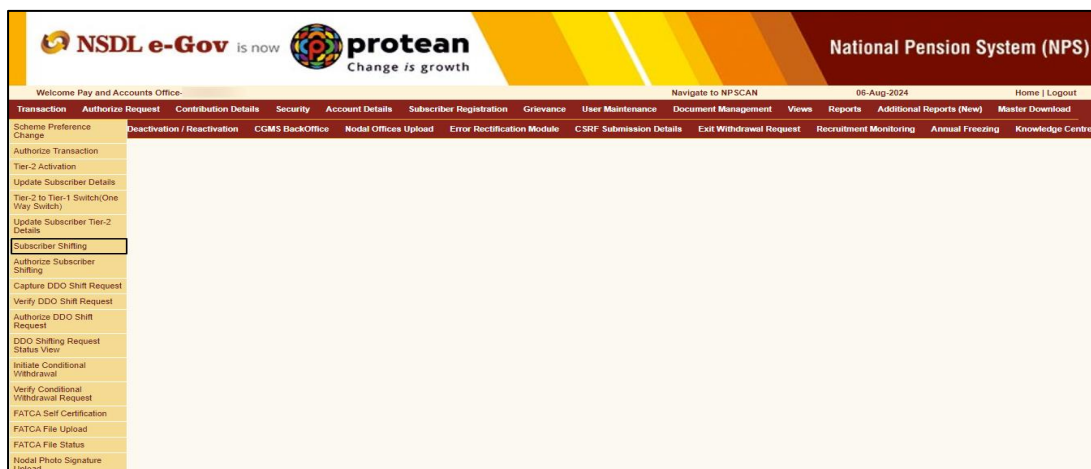 NSDL e-Gov is now protean
Change is growth
National Pension System (NPS)
Welcome Pay and Accounts Office-
Navigate to NPSCAN
06-Aug-2024
Home | Logout
Transaction Authorize Request Contribution Details Security Account Details Subscriber Registration Grievance User Maintenance Document Management Views Reports Additional Reports (New) Master Download
Deactivation / Reactivation CGMS BackOffice Nodal Offices Upload Error Rectification Module CSRF Submission Details Exit Withdrawal Request Recruitment Monitoring Annual Freezing Knowledge Centre
Scheme Preference
Change
Authorize Transaction
Tier-2 Activation
Update Subscriber Details
Tier-2 to Tier-1 Switch(One
Way Switch)
Update Subscriber Tier-2
Details
Subscriber Shifting
Authorize Subscriber
Shifting
Capture DDO Shift Request
Verify DDO Shift Request
Authorize DDO Shift
Request
DDO Shifting Request
Status View
Initiate Conditional
Withdrawal
Verify Conditional
Withdrawal Request
FATCA Self Certification
FATCA File Upload
FATCA File Status
Nodal Photo Signature
Upload